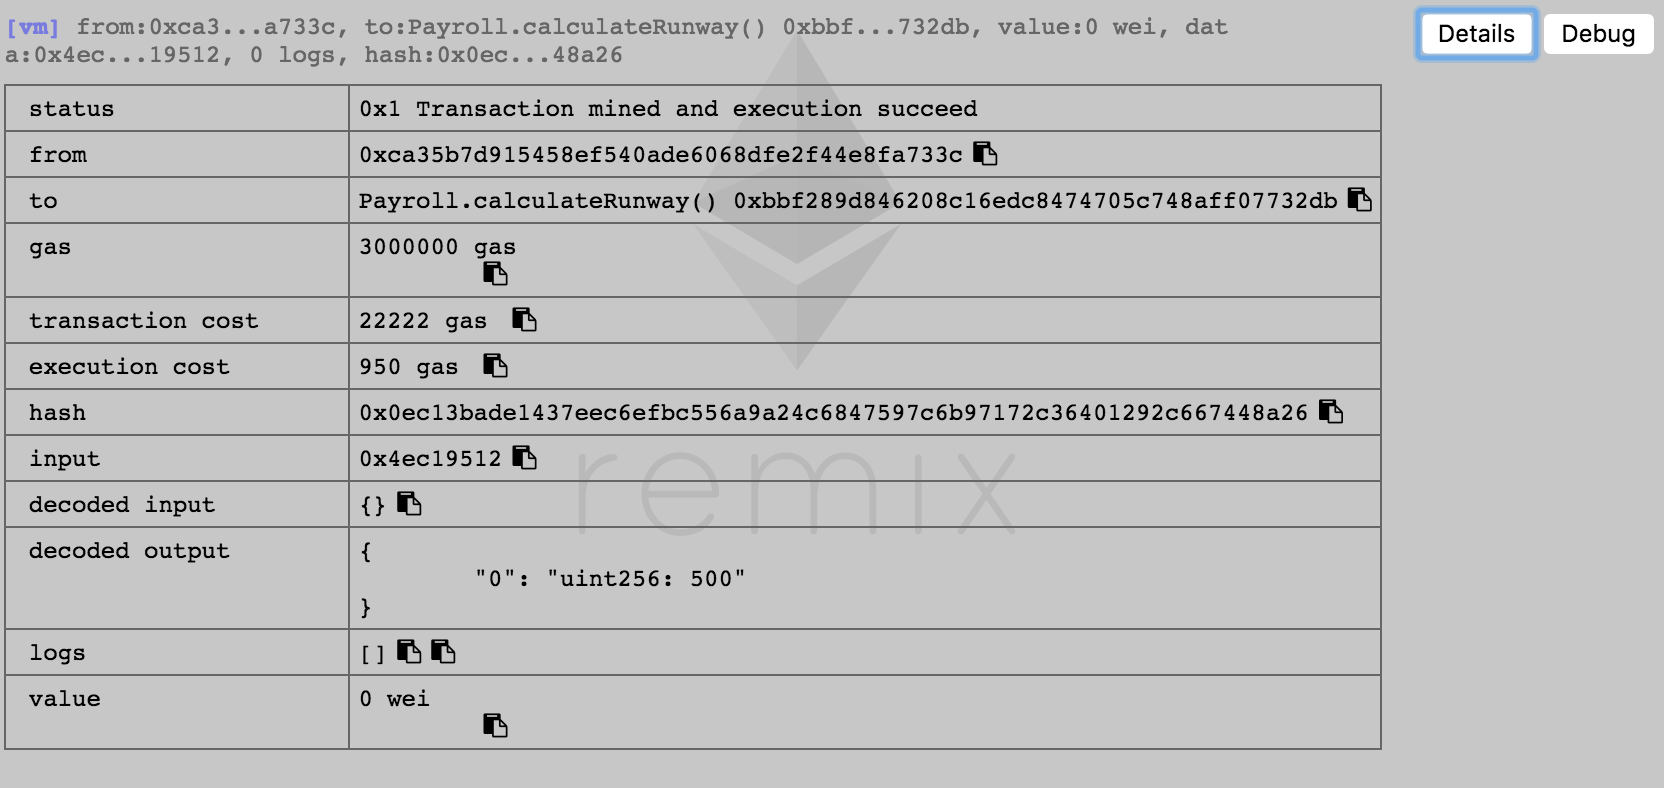 [vm] from:0xca3...a733c, to:Payroll.calculateRunway() 0xbbf...732db, value:0 wei, dat
a:0x4ec...19512, 0 logs, hash:0x0ec...48a26
Details
Debug
status 0x1 Transaction mined and execution succeed
from 0xca35b7d915458ef540ade6068dfe2f44e8fa733c
to Payroll.calculateRunway() 0xbbf289d846208c16edc8474705c748aff07732db
gas 3000000 gas
transaction cost 22222 gas
execution cost 950 gas
hash 0x0ec13bade1437eec6efbc556a9a24c6847597c6b97172c36401292c667448a26
input 0x4ec19512
remix
decoded input {}
decoded output {
"0": "uint256: 500"
}
logs []
value 0 wei